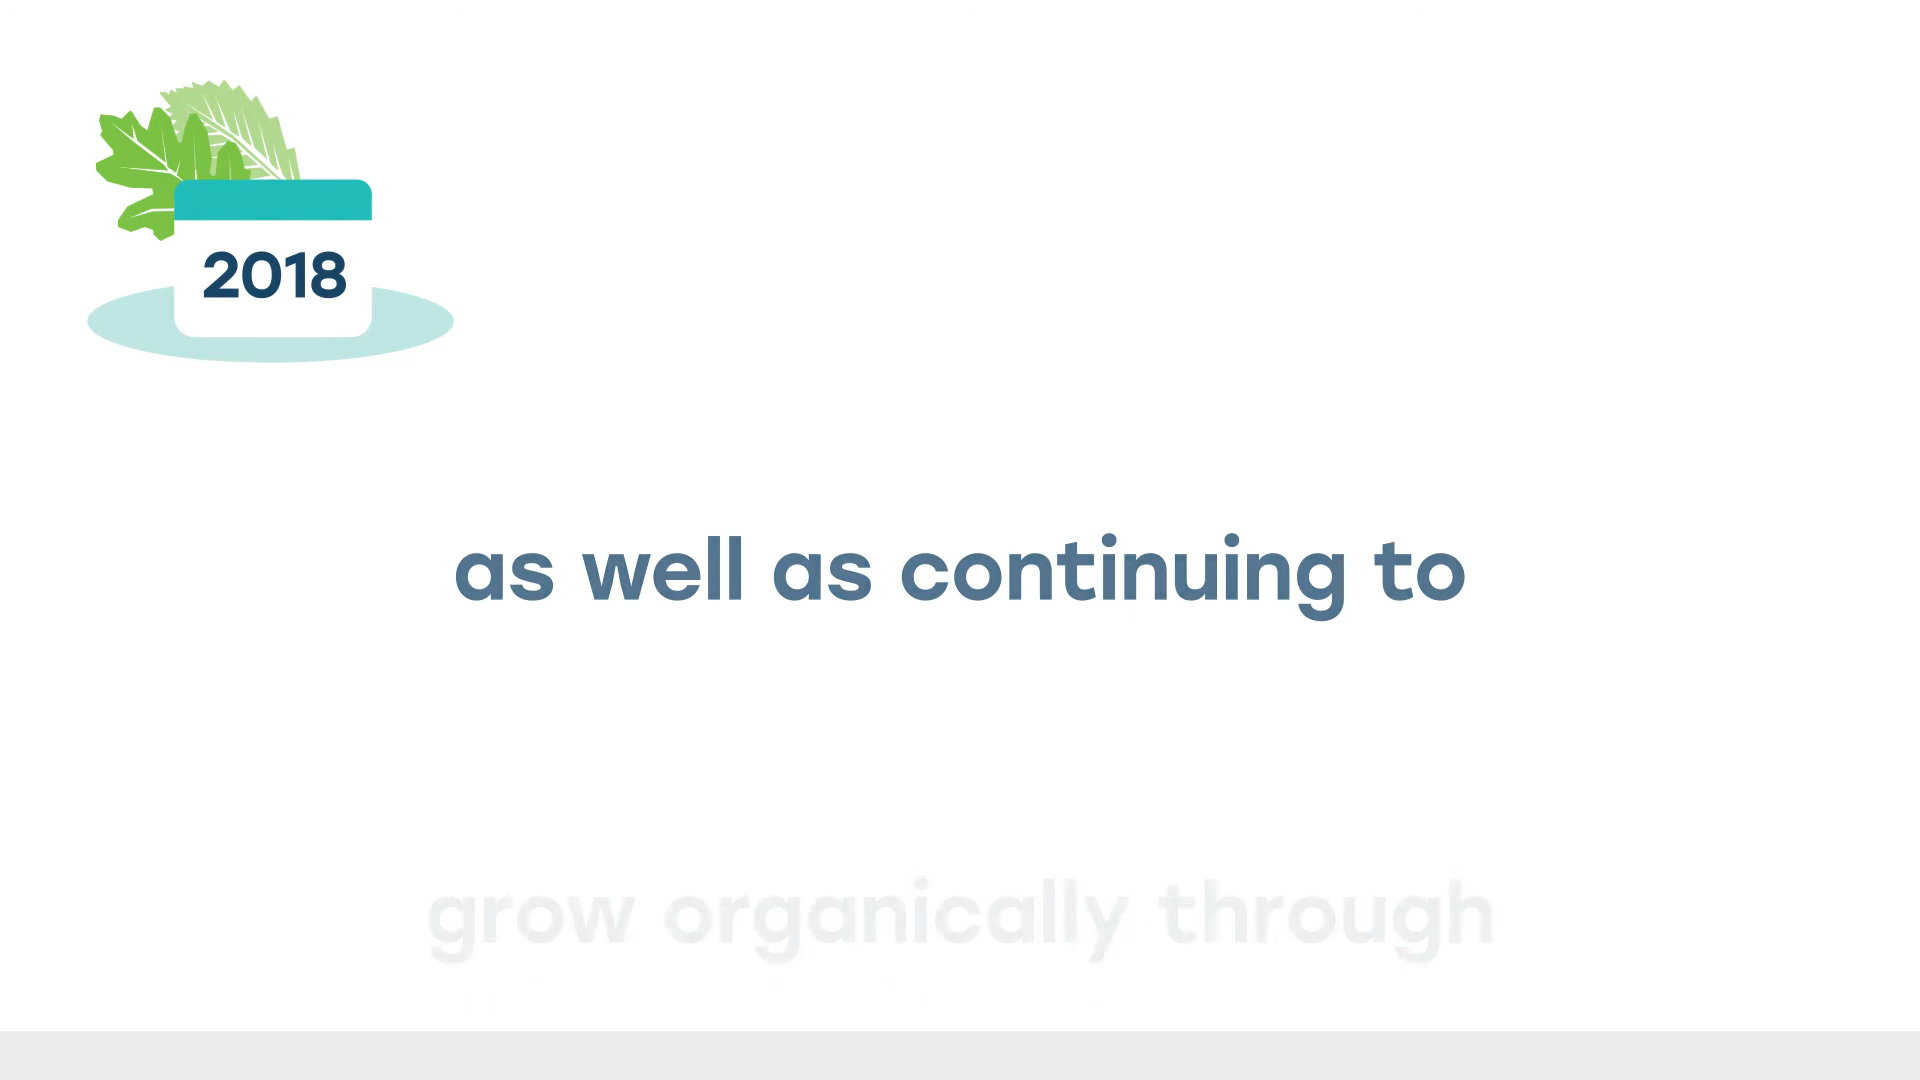 2018
as well as continuing to
grow organically through